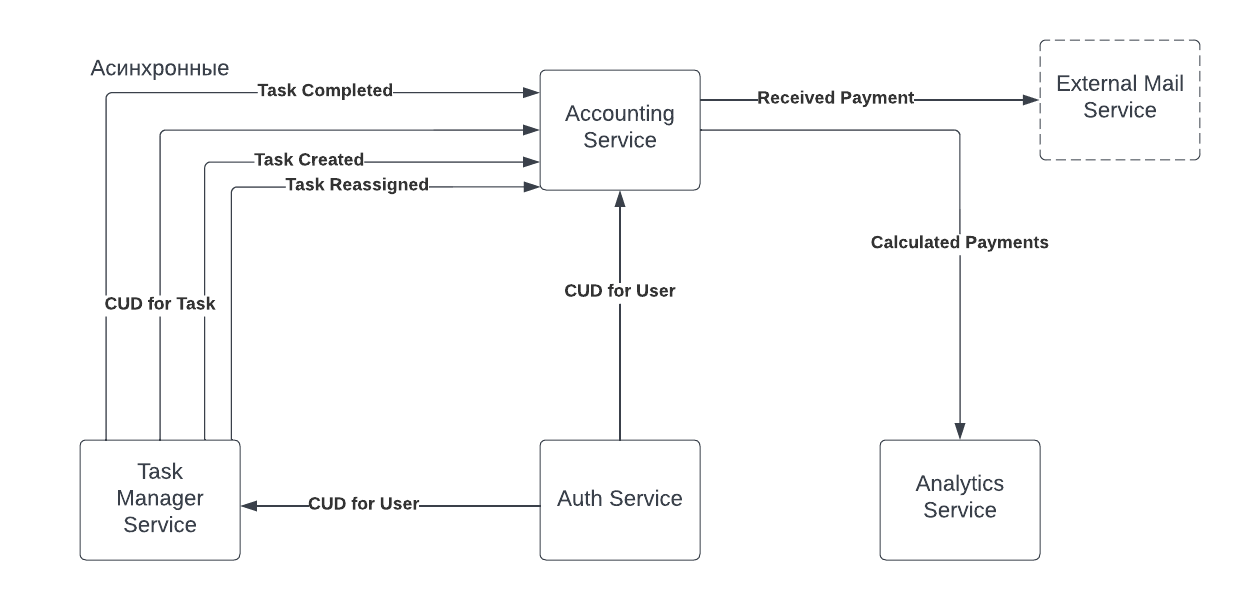 Асинхронные
Task Completed
Accounting
Service
Received Payment
External Mail
Service
Task Created
Task Reassigned
Calculated Payments
CUD for User
CUD for Task
Task
Manager
Service
CUD for User
Auth Service
Analytics
Service